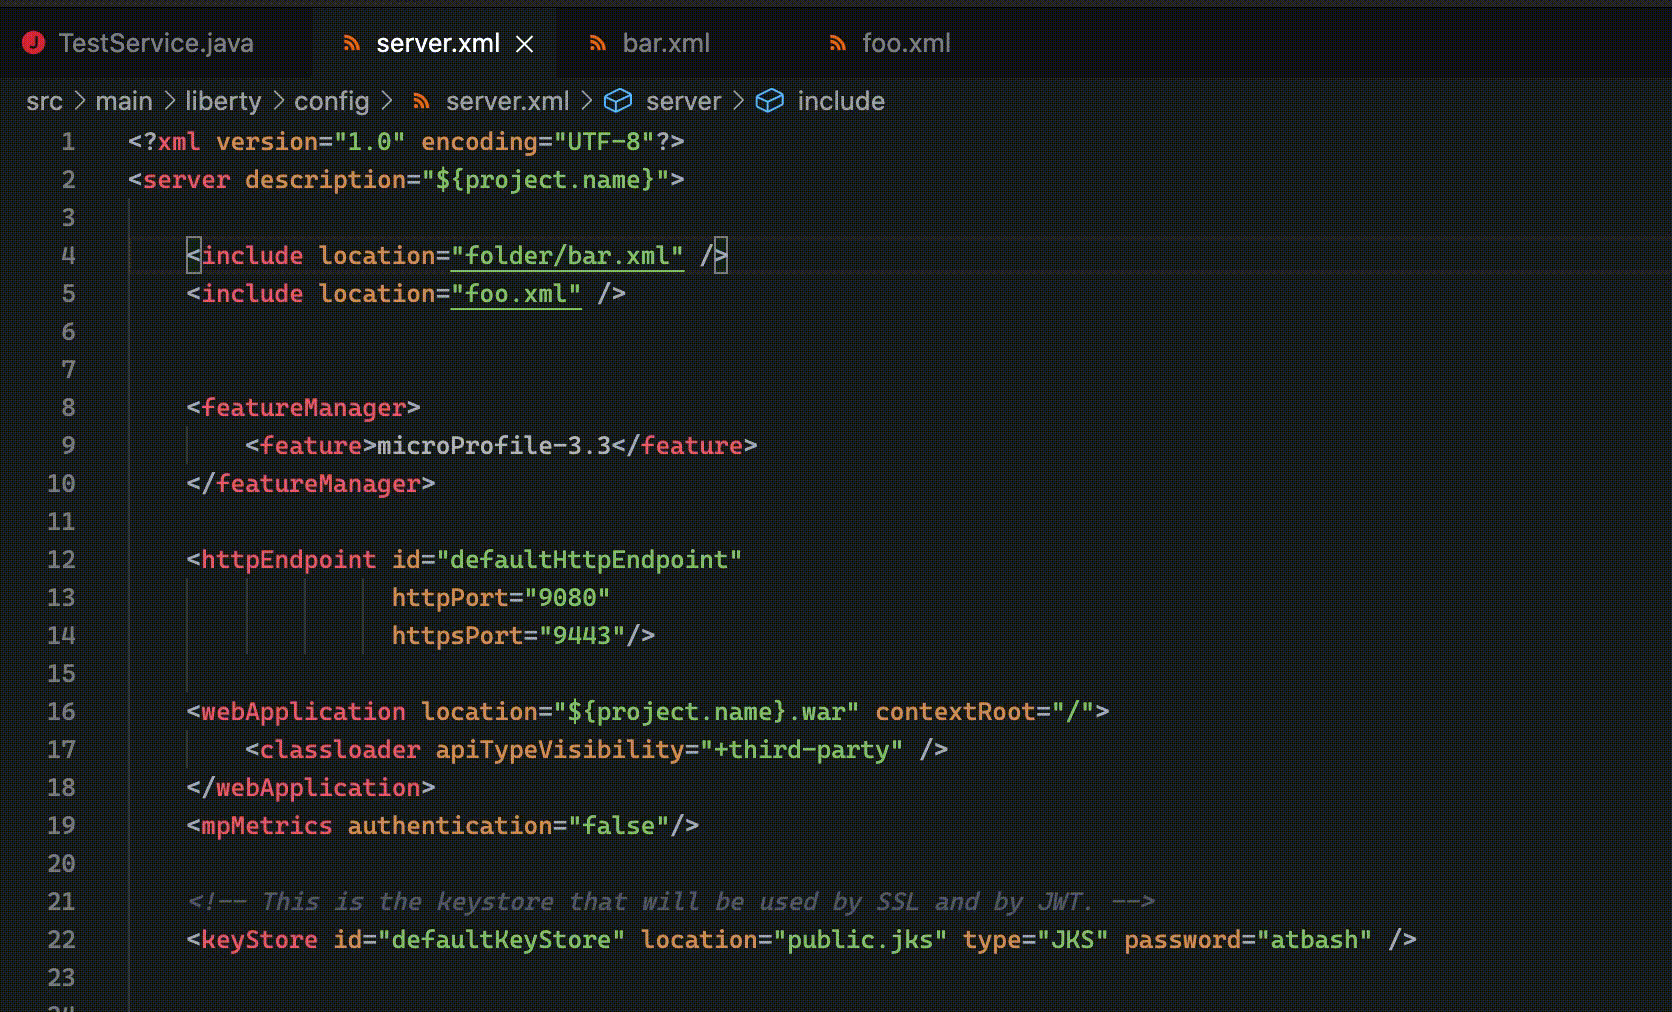 TestService.java server.xml bar.xml foo.xml
src > main > liberty > config > server.xml > server > include
1 <?xml version="1.0" encoding="UTF-8"?>
2 <server description="${project.name}">
3
4 <include location="folder/bar.xml" />
5 <include location="foo.xml" />
6
7
8 <featureManager>
9 <feature>microProfile-3.3</feature>
10 </featureManager>
11
12 <httpEndpoint id="defaultHttpEndpoint"
13 httpPort="9080"
14 httpsPort="9443"/>
15
16 <webApplication location="${project.name}.war" contextRoot="/">
17 <classloader apiTypeVisibility="+third-party" />
18 </webApplication>
19 <mpMetrics authentication="false"/>
20
21 <!-- This is the keystore that will be used by SSL and by JWT. -->
22 <keyStore id="defaultKeyStore" location="public.jks" type="JKS" password="atbash" />
23